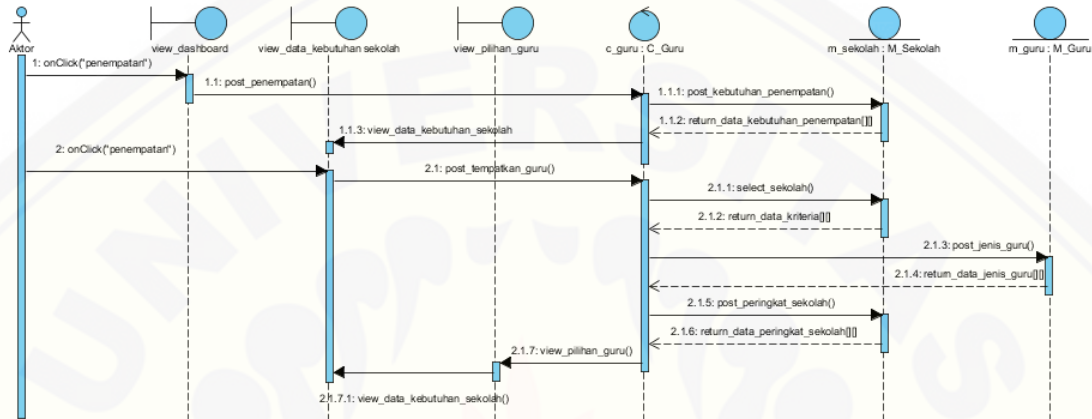 Aktor
view_dashboard
view_data_kebutuhan sekolah
view_pilihan_guru
c_guru : C_Guru
m_sekolah : M_Sekolah
m_guru : M_Guru
1: onClick("penempatan")
1.1: post_penempatan()
1.1.1: post_kebutuhan_penempatan()
1.1.2: return_data_kebutuhan_penempatan[][]
1.1.3: view_data_kebutuhan_sekolah
2: onClick("penempatan")
2.1: post_tempatkan_guru()
2.1.1: select_sekolah()
2.1.2: return_data_kriteria[][]
2.1.3: post_jenis_guru()
2.1.4: return_data_jenis_guru[][]
2.1.5: post_peringkat_sekolah()
2.1.6: return_data_peringkat_sekolah[][]
2.1.7: view_pilihan_guru()
2.1.7.1: view_data_kebutuhan_sekolah()
UNIVERSITAS